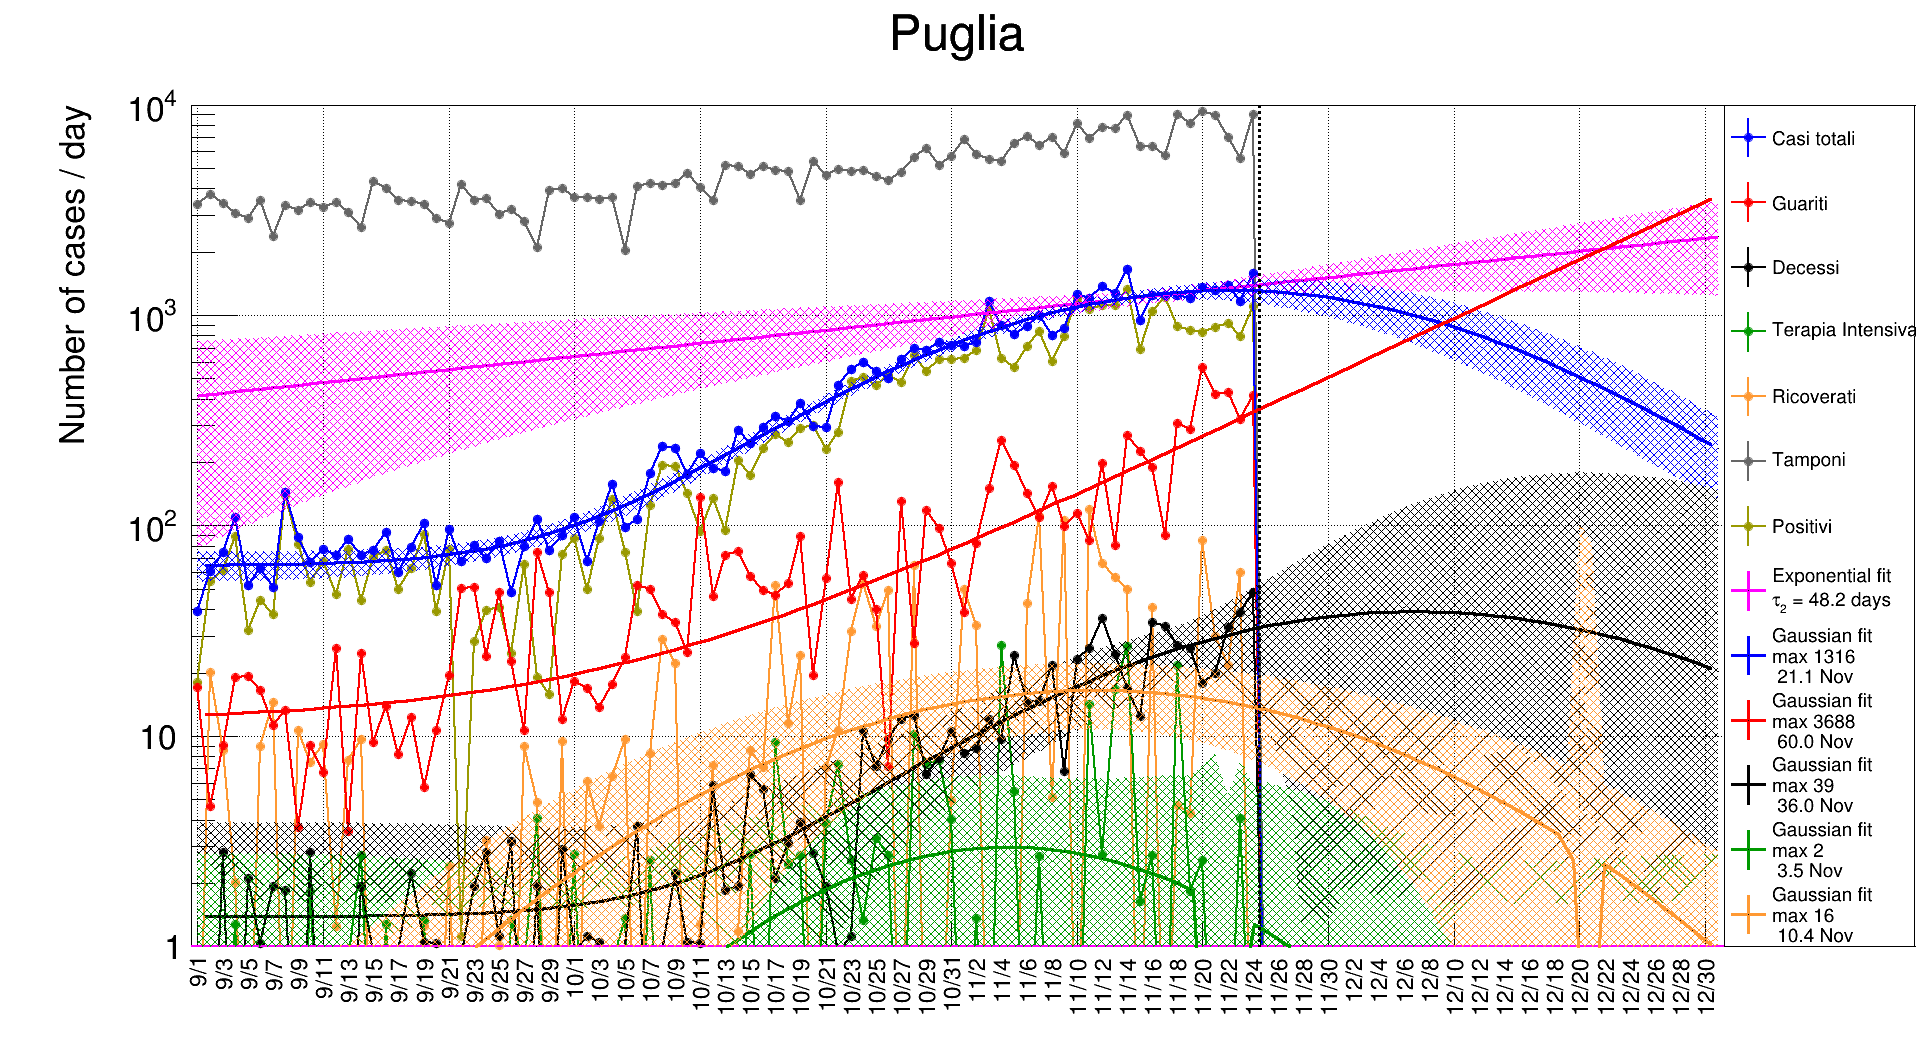 Puglia
Number of cases / day
10^4
10^3
10^2
10
1
9/1
9/3
9/5
9/7
9/9
9/11
9/13
9/15
9/17
9/19
9/21
9/23
9/25
9/27
9/29
10/1
10/3
10/5
10/7
10/9
10/11
10/13
10/15
10/17
10/19
10/21
10/23
10/25
10/27
10/29
10/31
11/2
11/4
11/6
11/8
11/10
11/12
11/14
11/16
11/18
11/20
11/22
11/24
11/26
11/28
11/30
12/2
12/4
12/6
12/8
12/10
12/12
12/14
12/16
12/18
12/20
12/22
12/24
12/26
12/28
12/30
Casi totali
Guariti
Decessi
Terapia Intensiva
Ricoverati
Tamponi
Positivi
Exponential fit
τ₂ = 48.2 days
Gaussian fit
max 1316
21.1 Nov
Gaussian fit
max 3688
60.0 Nov
Gaussian fit
max 39
36.0 Nov
Gaussian fit
max 2
3.5 Nov
Gaussian fit
max 16
10.4 Nov